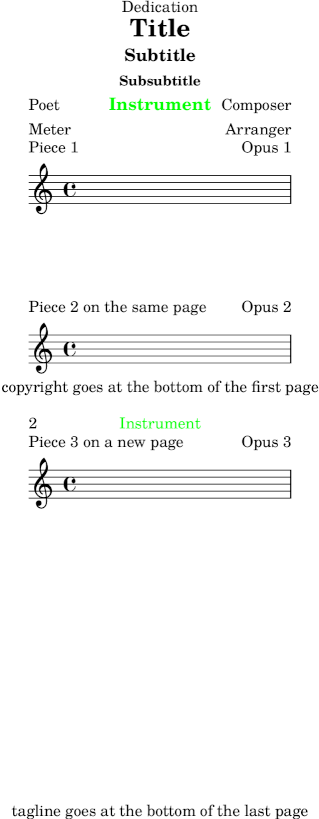 Dedication
Title
Subtitle
Subsubtitle
Poet Instrument Composer
Meter Arranger
Piece 1 Opus 1
Piece 2 on the same page Opus 2
copyright goes at the bottom of the first page
2 Instrument
Piece 3 on a new page Opus 3
tagline goes at the bottom of the last page